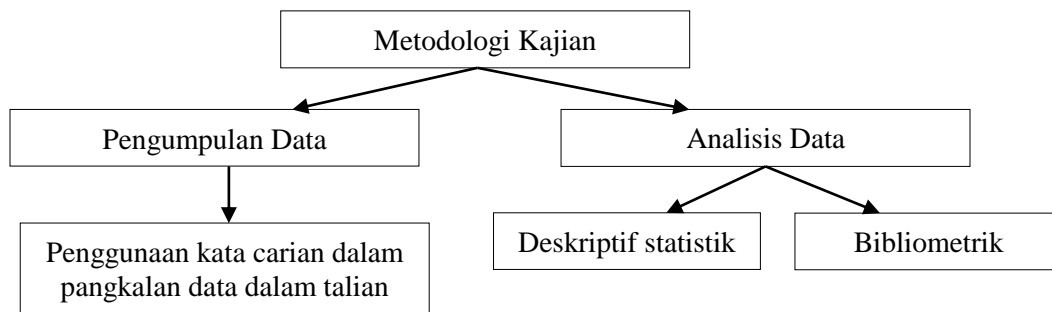 Metodologi Kajian
Pengumpulan Data
Analisis Data
Penggunaan kata carian dalam
pangkalan data dalam talian
Deskriptif statistik
Bibliometrik